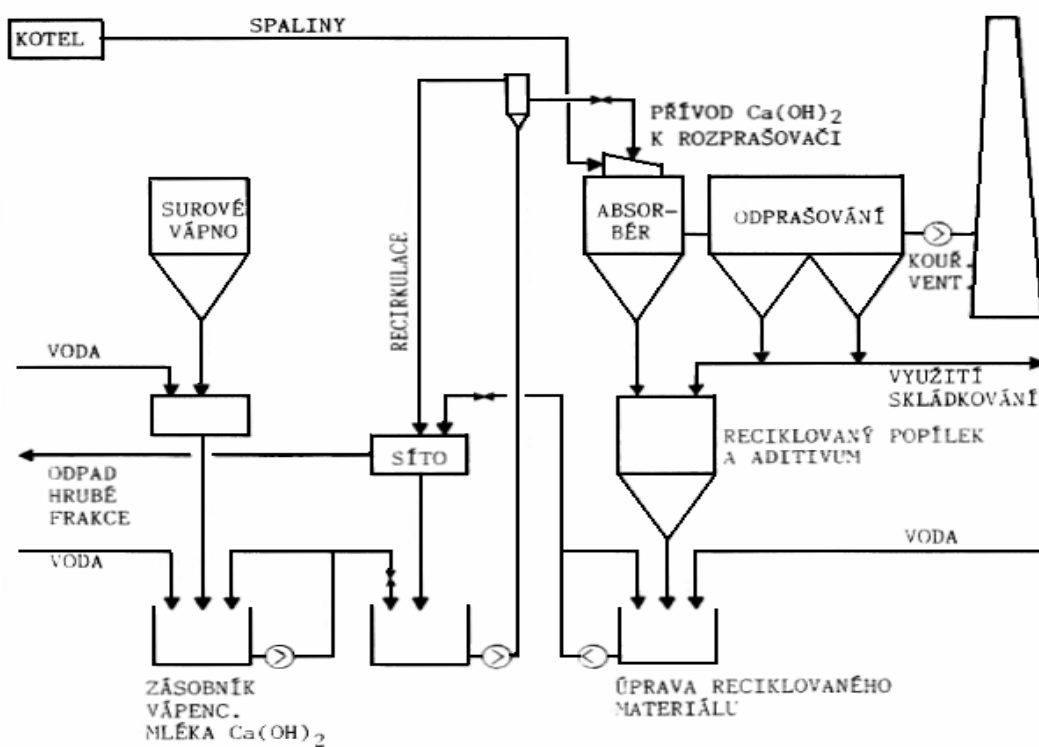 KOTEL
SPALINY
PŘÍVOD Ca(OH)2
K ROZPRAŠOVAČI
SUROVÉ
VÁPNO
ABSOR-
BÉR
ODPRAŠOVÁNÍ
KOUŘ.
VENT.
RECIRKULACE
VODA
VYUŽITÍ
SKLÁDKOVÁNÍ
RECIKLOVANÝ POPÍLEK
A ADITIVUM
SÍTO
ODPAD
HRUBÉ
FRAKCE
VODA
VODA
ZÁSOBNÍK
VÁPENC.
MLÉKA Ca(OH)2
ÚPRAVA RECIKLOVANÉHO
MATERIÁLU